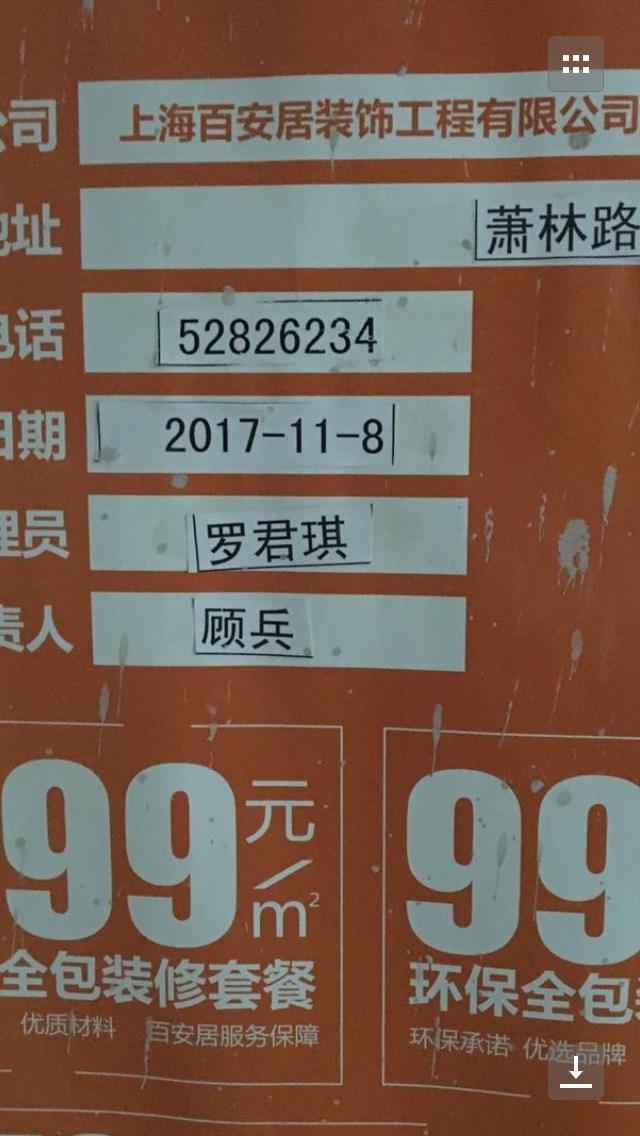 公司 上海百安居装饰工程有限公司
地址 萧林路
电话 52826234
日期 2017-11-8
理员 罗君琪
责人 顾兵
99元/m²
全包装修套餐
优质材料 百安居服务保障
99
环保全包装
环保承诺 优选品牌